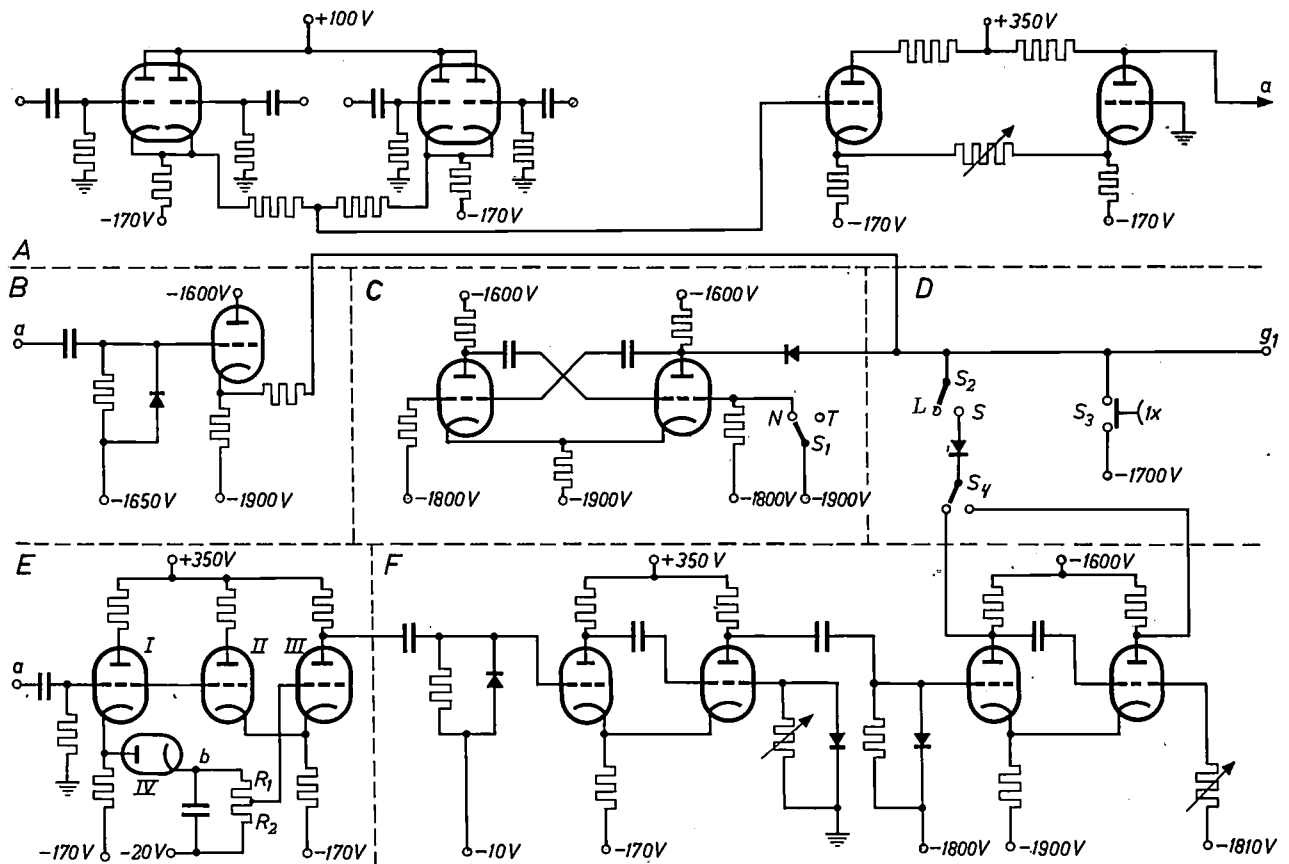 +100V
+350V
a
-170V
-170V
-170V
-170V
A
B
C
D
-1600V
-1600V
-1600V
a
g1
S2
L
S
S3
1x
N
T
S1
S4
-1700V
-1650V
-1900V
-1800V
-1900V
-1800V
-1900V
E
F
+350V
+350V
-1600V
I
II
III
a
b
IV
R1
R2
-170V
-20V
-170V
-10V
-170V
-1800V
-1900V
-1810V